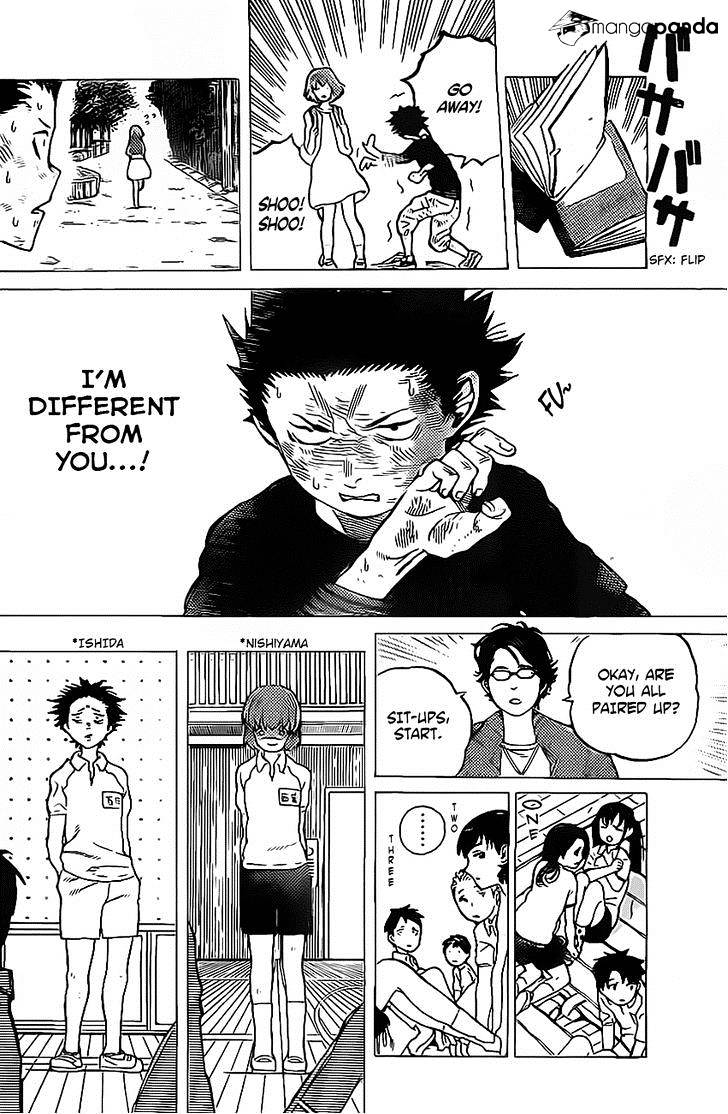 mangapanda
バサバサ
SFX: FLIP
GO
AWAY!
SHOO!
SHOO!
I'M
DIFFERENT
FROM
YOU...!
FU~
OKAY, ARE
YOU ALL
PAIRED UP?
SIT-UPS,
START.
ONE
TWO
......
THREE
*NISHIYAMA
*ISHIDA